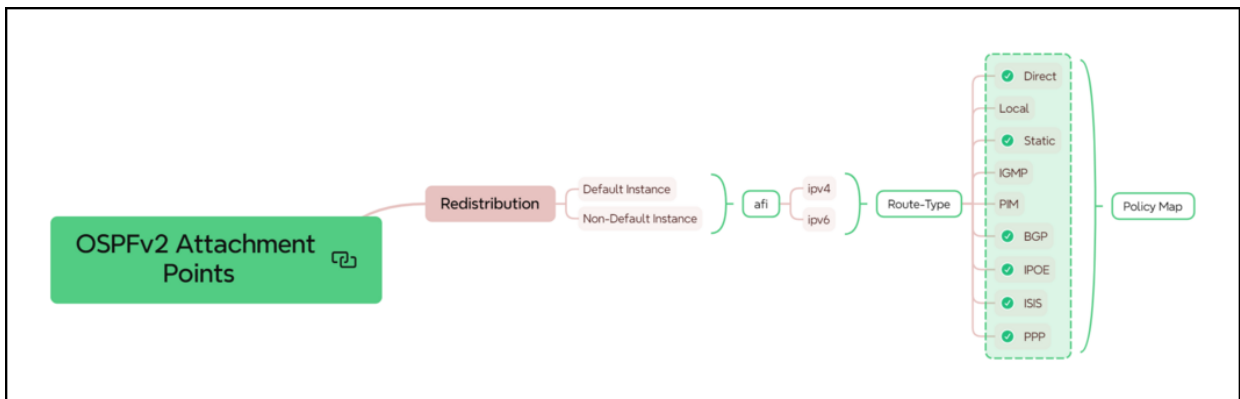 OSPFv2 Attachment
Points
Redistribution
Default Instance
Non-Default Instance
afi
ipv4
ipv6
Route-Type
Direct
Local
Static
IGMP
PIM
BGP
IPOE
ISIS
PPP
Policy Map